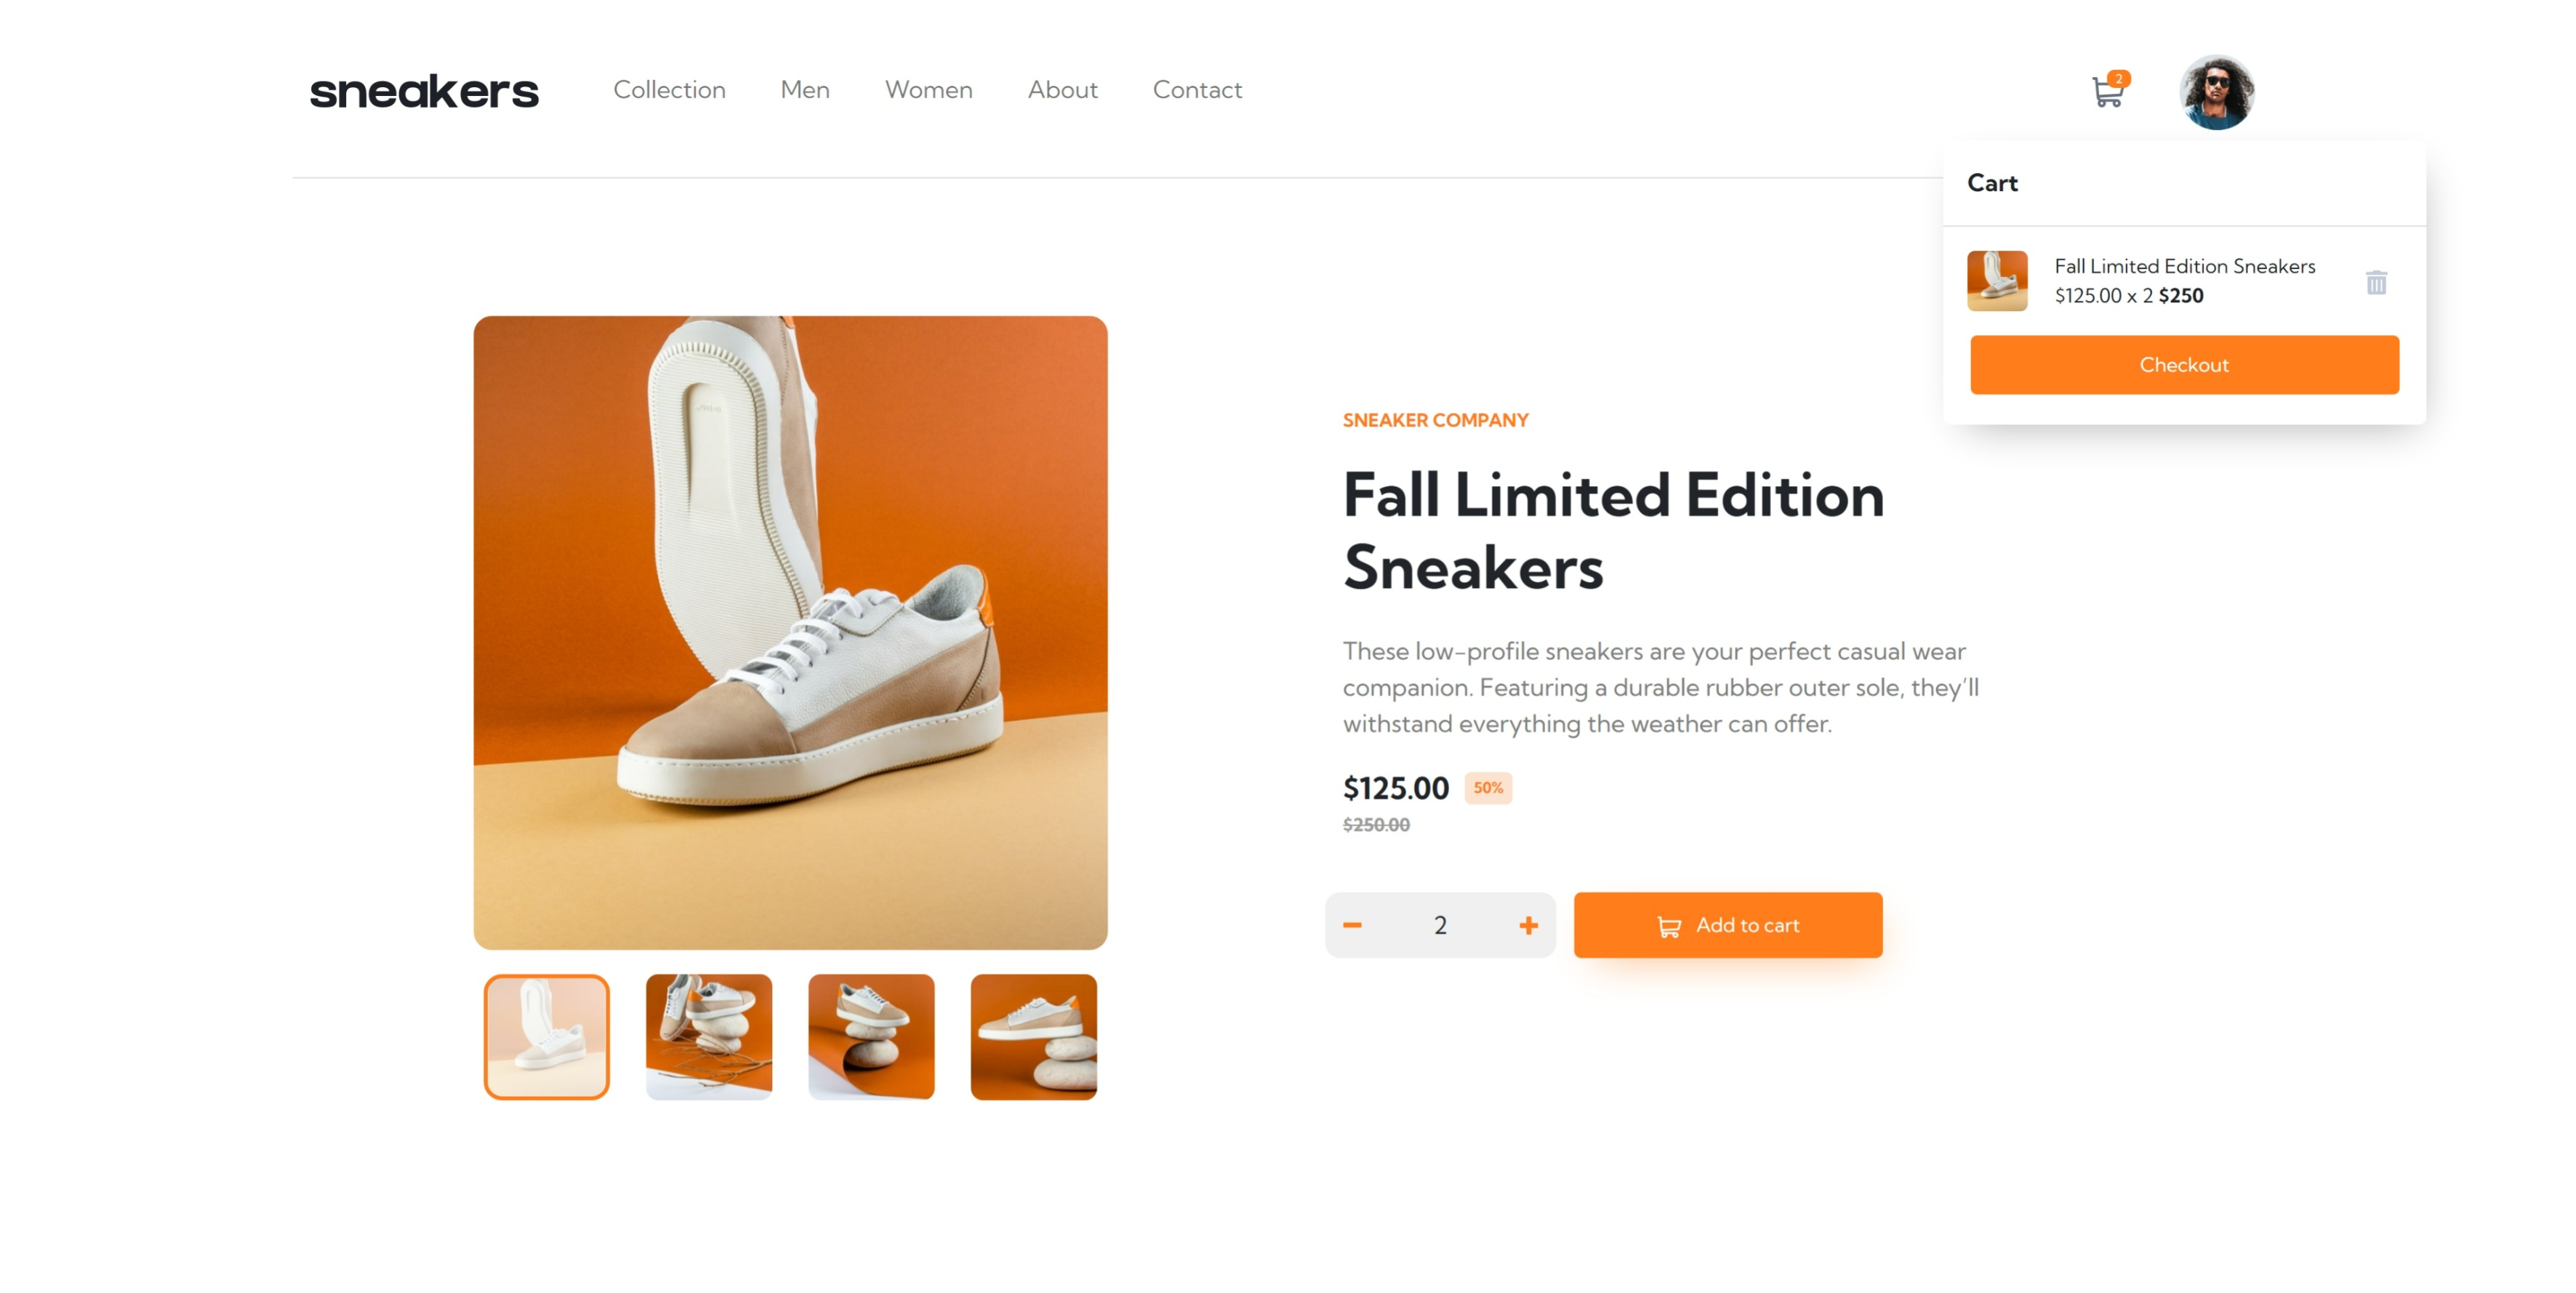 sneakers
Collection Men Women About Contact
2
Cart
Fall Limited Edition Sneakers
$125.00 x 2 $250
Checkout
SNEAKER COMPANY
Fall Limited Edition
Sneakers
These low-profile sneakers are your perfect casual wear
companion. Featuring a durable rubber outer sole, they'll
withstand everything the weather can offer.
$125.00 50%
$250.00
2
Add to cart